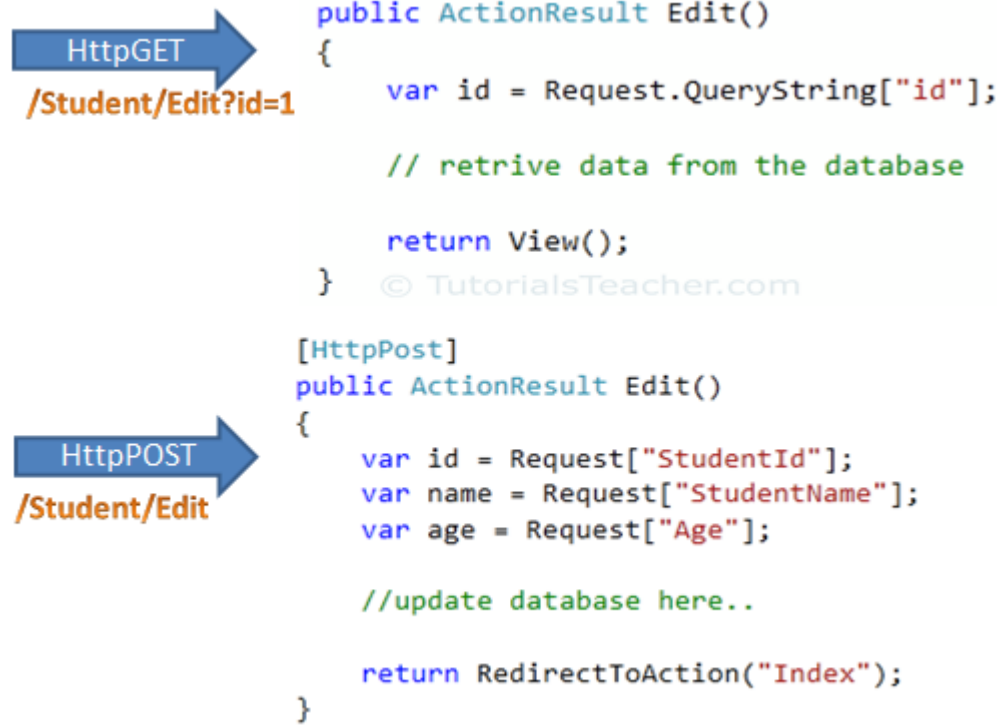 public ActionResult Edit()
HttpGET
{
/Student/Edit?id=1
var id = Request.QueryString["id"];
// retrive data from the database
return View();
}
© TutorialsTeacher.com
[HttpPost]
public ActionResult Edit()
{
HttpPOST
/Student/Edit
var id = Request["StudentId"];
var name = Request["StudentName"];
var age = Request["Age"];
//update database here..
return RedirectToAction("Index");
}